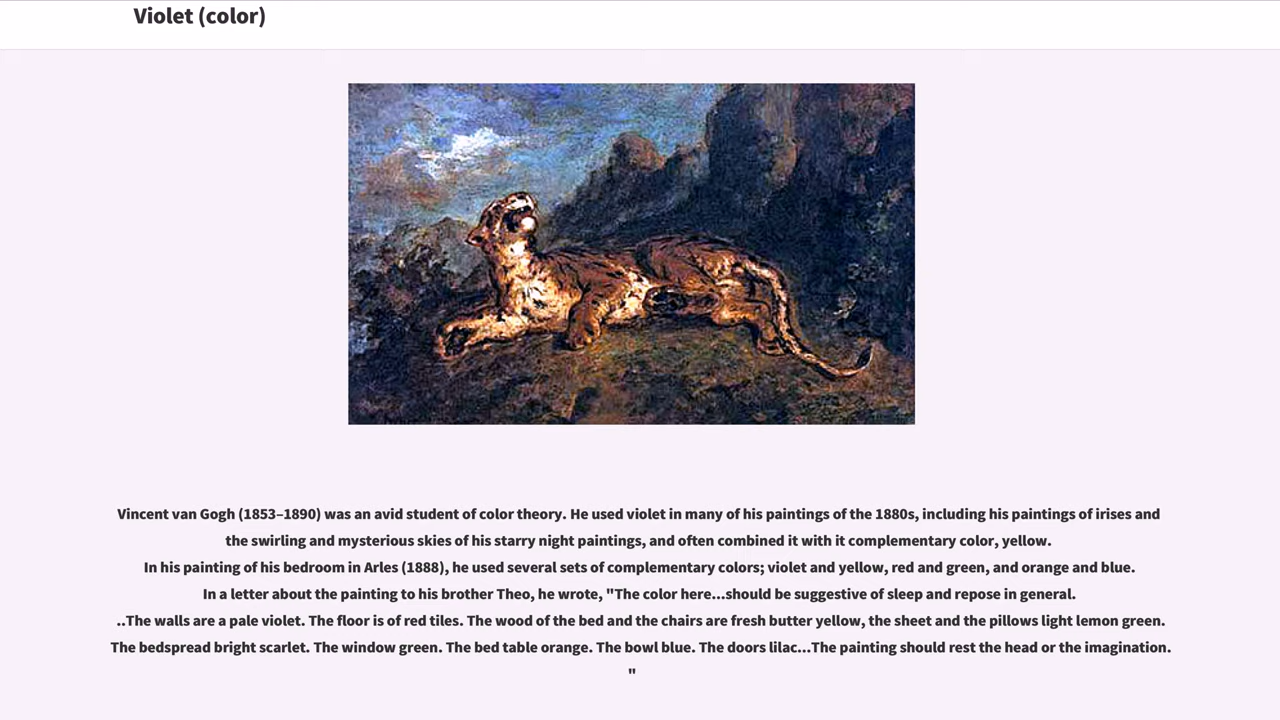 Violet (color)
Vincent van Gogh (1853–1890) was an avid student of color theory. He used violet in many of his paintings of the 1880s, including his paintings of irises and
the swirling and mysterious skies of his starry night paintings, and often combined it with it complementary color, yellow.
In his painting of his bedroom in Arles (1888), he used several sets of complementary colors; violet and yellow, red and green, and orange and blue.
In a letter about the painting to his brother Theo, he wrote, "The color here...should be suggestive of sleep and repose in general.
..The walls are a pale violet. The floor is of red tiles. The wood of the bed and the chairs are fresh butter yellow, the sheet and the pillows light lemon green.
The bedspread bright scarlet. The window green. The bed table orange. The bowl blue. The doors lilac...The painting should rest the head or the imagination.
"